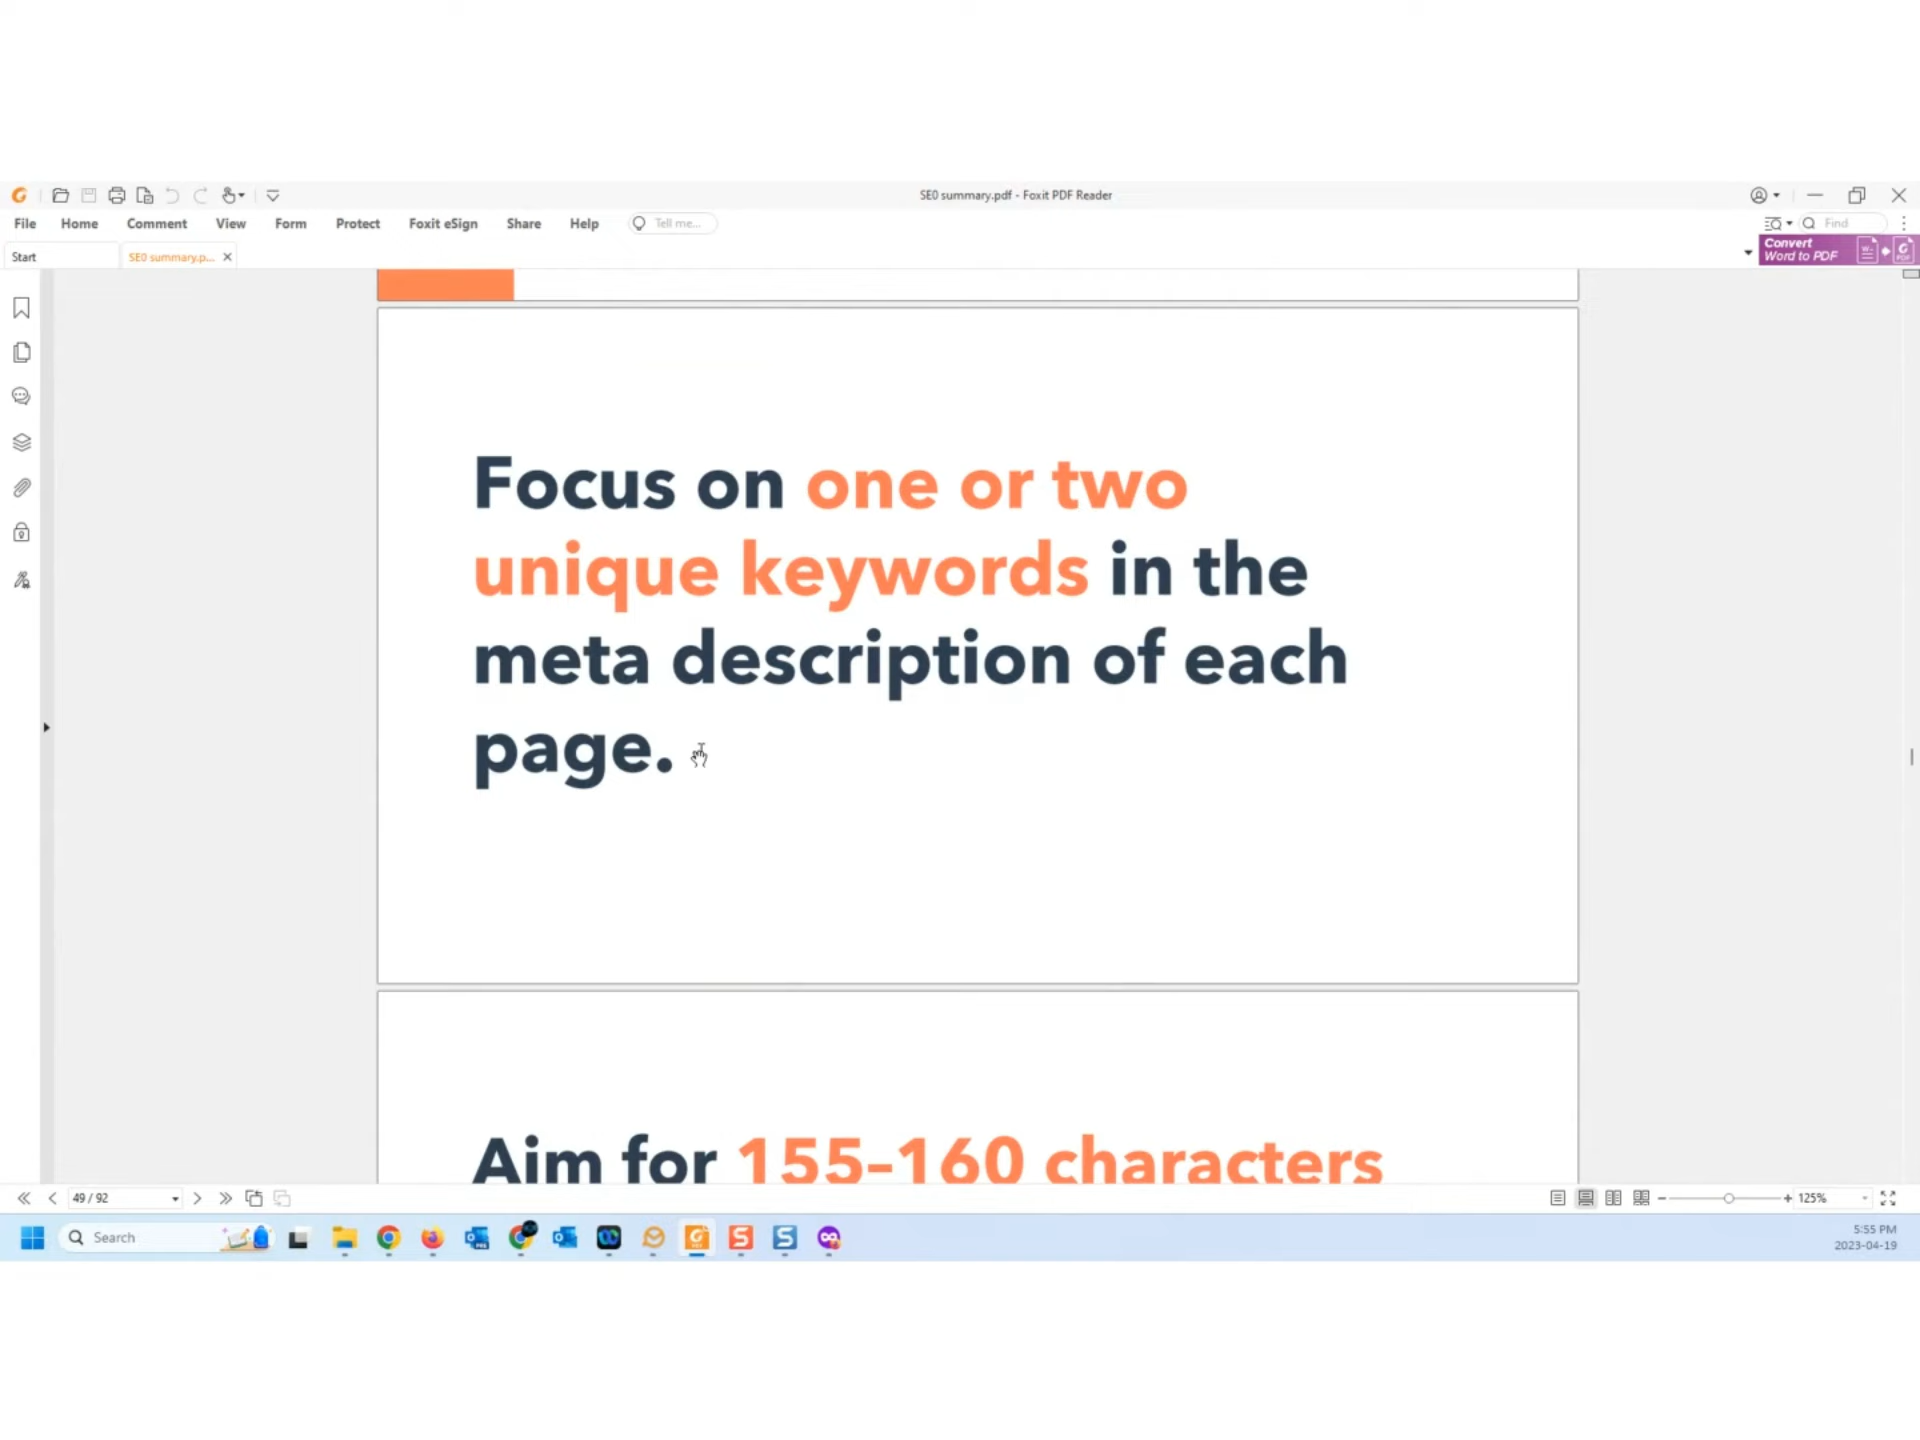 SE0 summary.pdf - Foxit PDF Reader
File Home Comment View Form Protect Foxit eSign Share Help Tell me... Find
Start SE0 summary.p... Convert
Word to PDF
Focus on one or two
unique keywords in the
meta description of each
page.
Aim for 155-160 characters
49 / 92 125%
Search 5:55 PM
2023-04-19